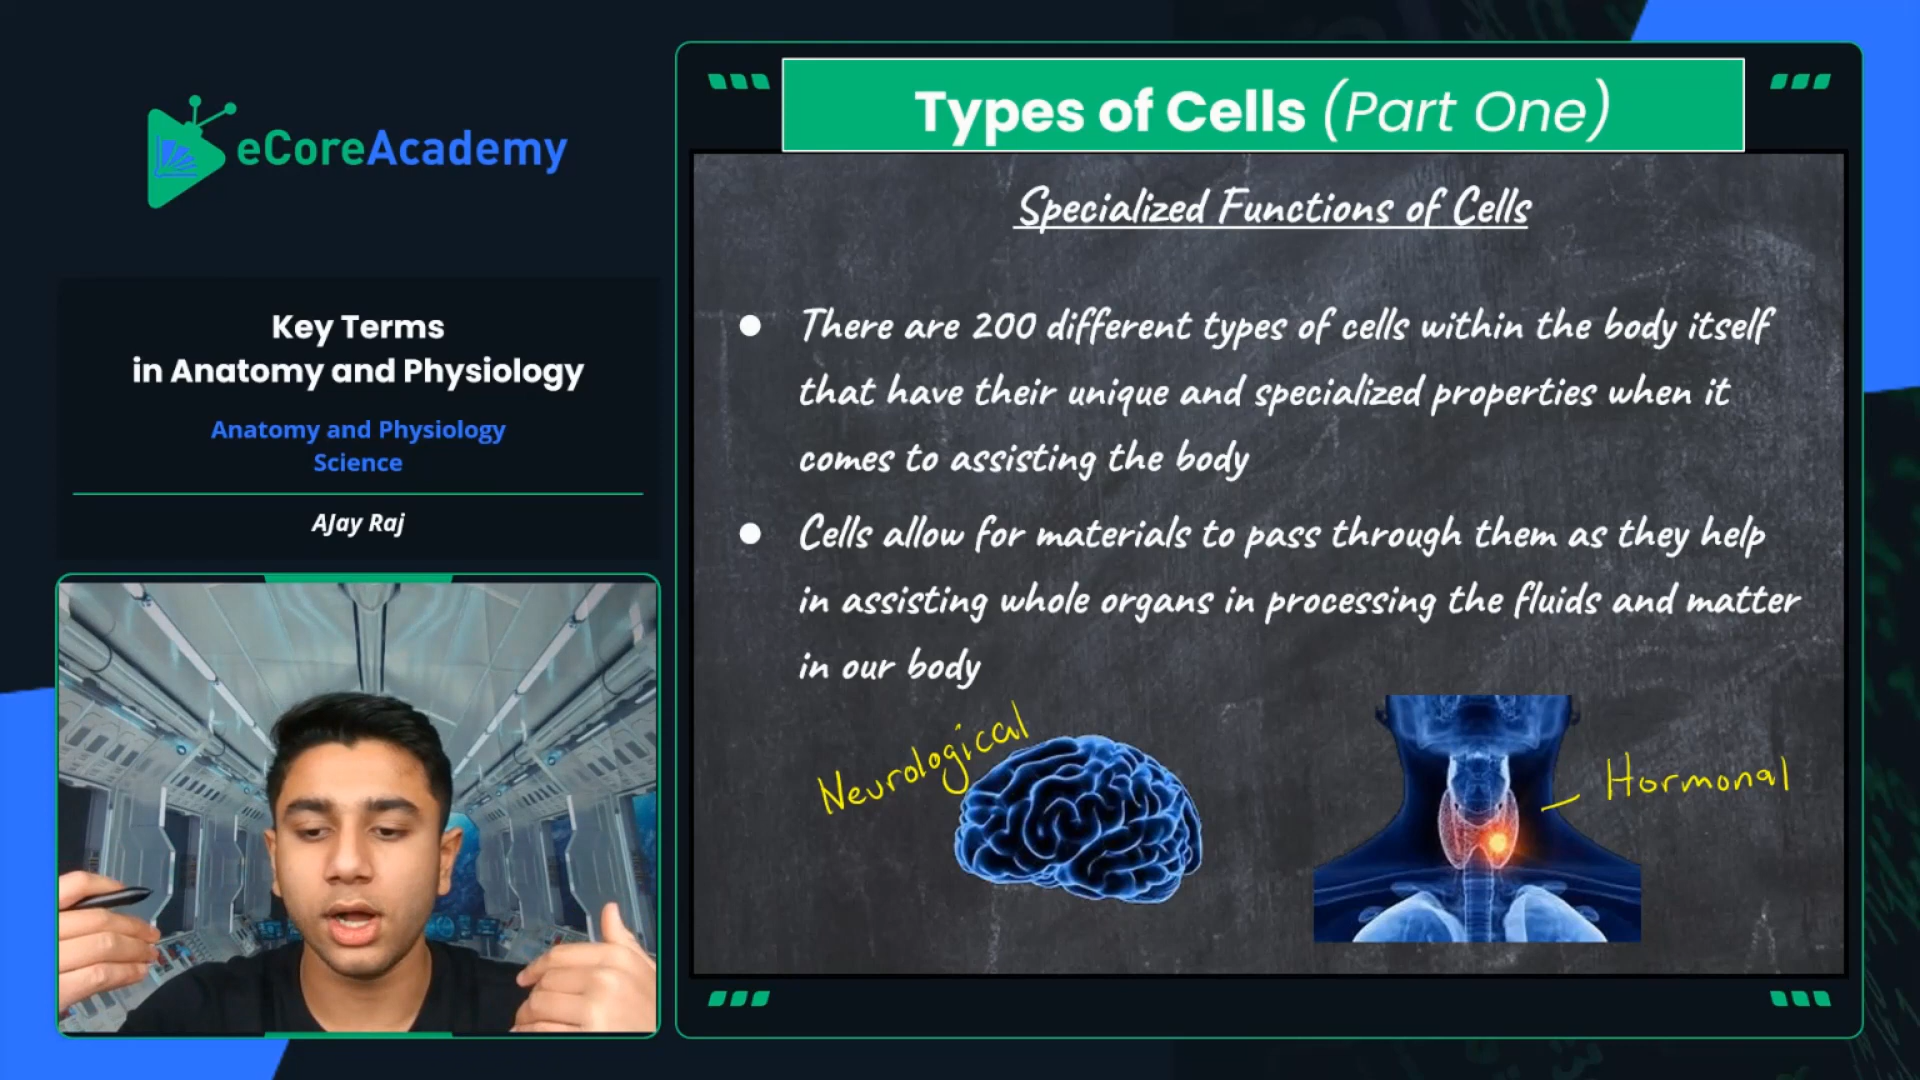 eCoreAcademy
Key Terms
in Anatomy and Physiology
Anatomy and Physiology
Science
AJay Raj
Types of Cells (Part One)
Specialized Functions of Cells
● There are 200 different types of cells within the body itself
that have their unique and specialized properties when it
comes to assisting the body
● Cells allow for materials to pass through them as they help
in assisting whole organs in processing the fluids and matter
in our body
Neurological
Hormonal